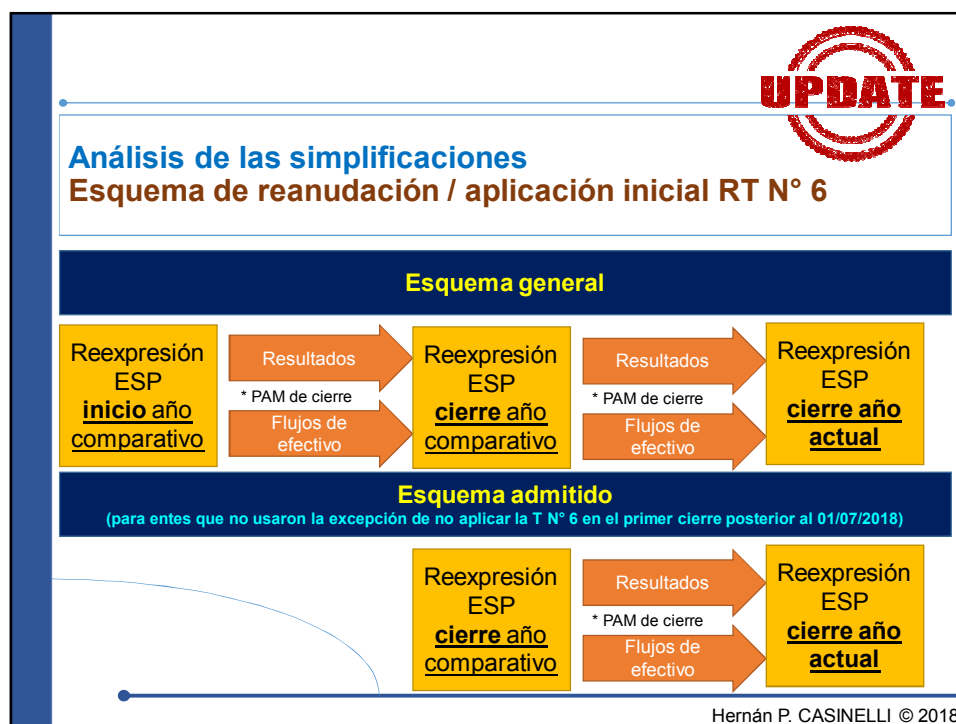 UPDATE
Análisis de las simplificaciones
Esquema de reanudación / aplicación inicial RT N° 6
Esquema general
Reexpresión
ESP
inicio año
comparativo
Resultados
* PAM de cierre
Flujos de
efectivo
Reexpresión
ESP
cierre año
comparativo
Resultados
* PAM de cierre
Flujos de
efectivo
Reexpresión
ESP
cierre año
actual
Esquema admitido
(para entes que no usaron la excepción de no aplicar la T N° 6 en el primer cierre posterior al 01/07/2018)
Reexpresión
ESP
cierre año
comparativo
Resultados
* PAM de cierre
Flujos de
efectivo
Reexpresión
ESP
cierre año
actual
Hernán P. CASINELLI © 2018